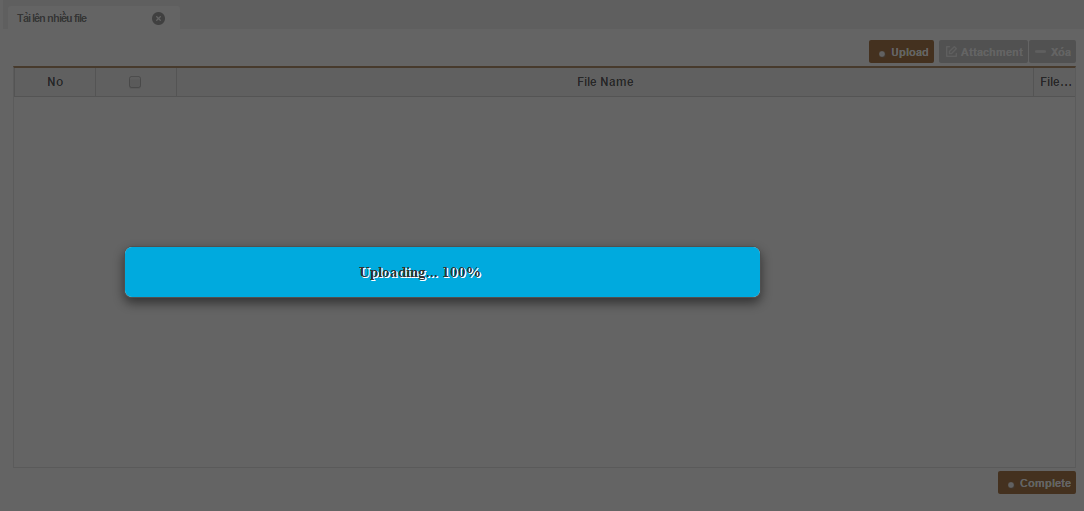 Tải lên nhiều file
Upload
Attachment
Xóa
No
File Name
File...
Uploading... 100%
Complete